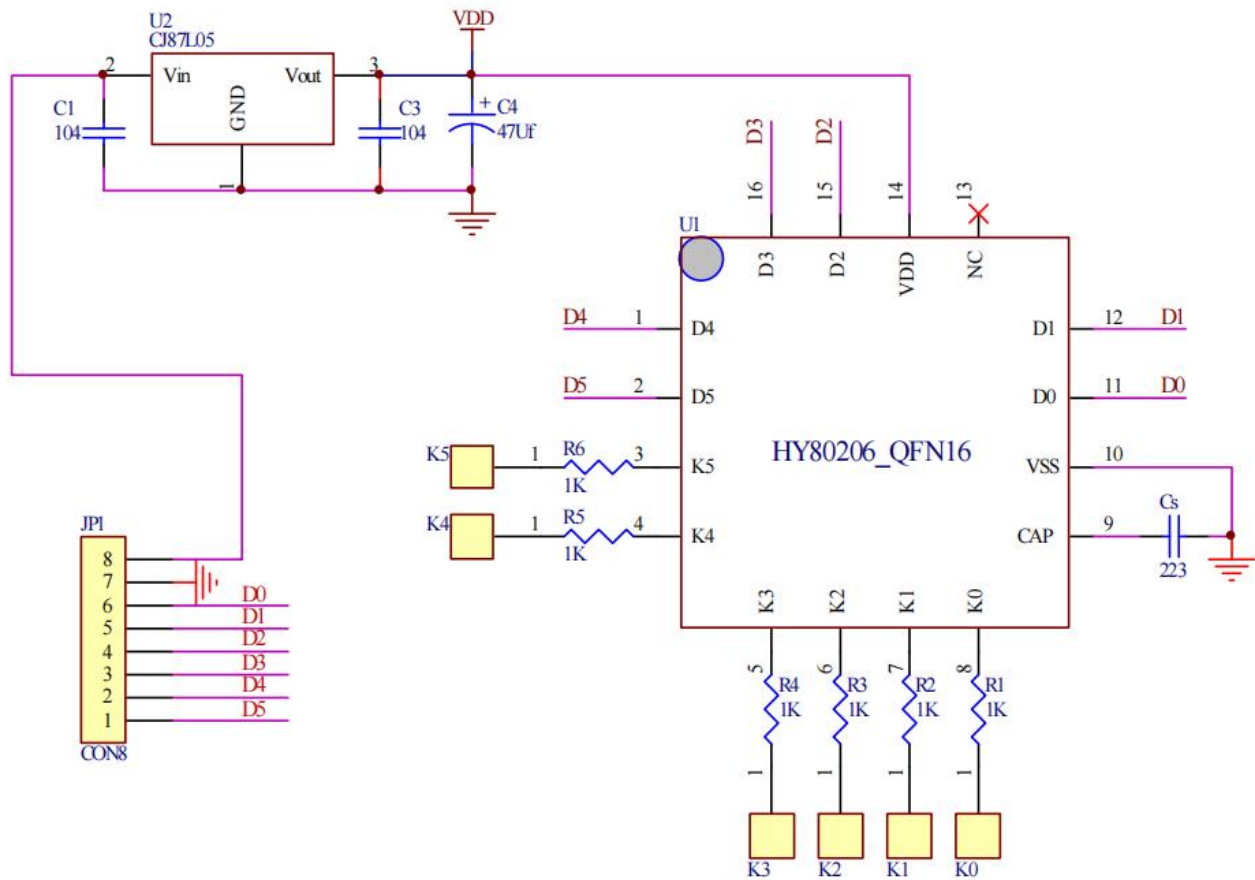 U2
CJ87L05
VDD
2
Vin
Vout
3
C1
104
GND
1
C3
104
+
C4
47Uf
D3
D2
16
15
14
13
U1
D3
D2
VDD
NC
D4
1
D4
D1
12
D1
D5
2
D5
D0
11
D0
HY80206_QFN16
K5
1
R6
1K
3
K5
VSS
10
K4
1
R5
1K
4
K4
CAP
9
Cs
223
K3
K2
K1
K0
5
6
7
8
R4
1K
R3
1K
R2
1K
R1
1K
1
1
1
1
K3
K2
K1
K0
JP1
8
7
6
D0
5
D1
4
D2
3
D3
2
D4
1
D5
CON8